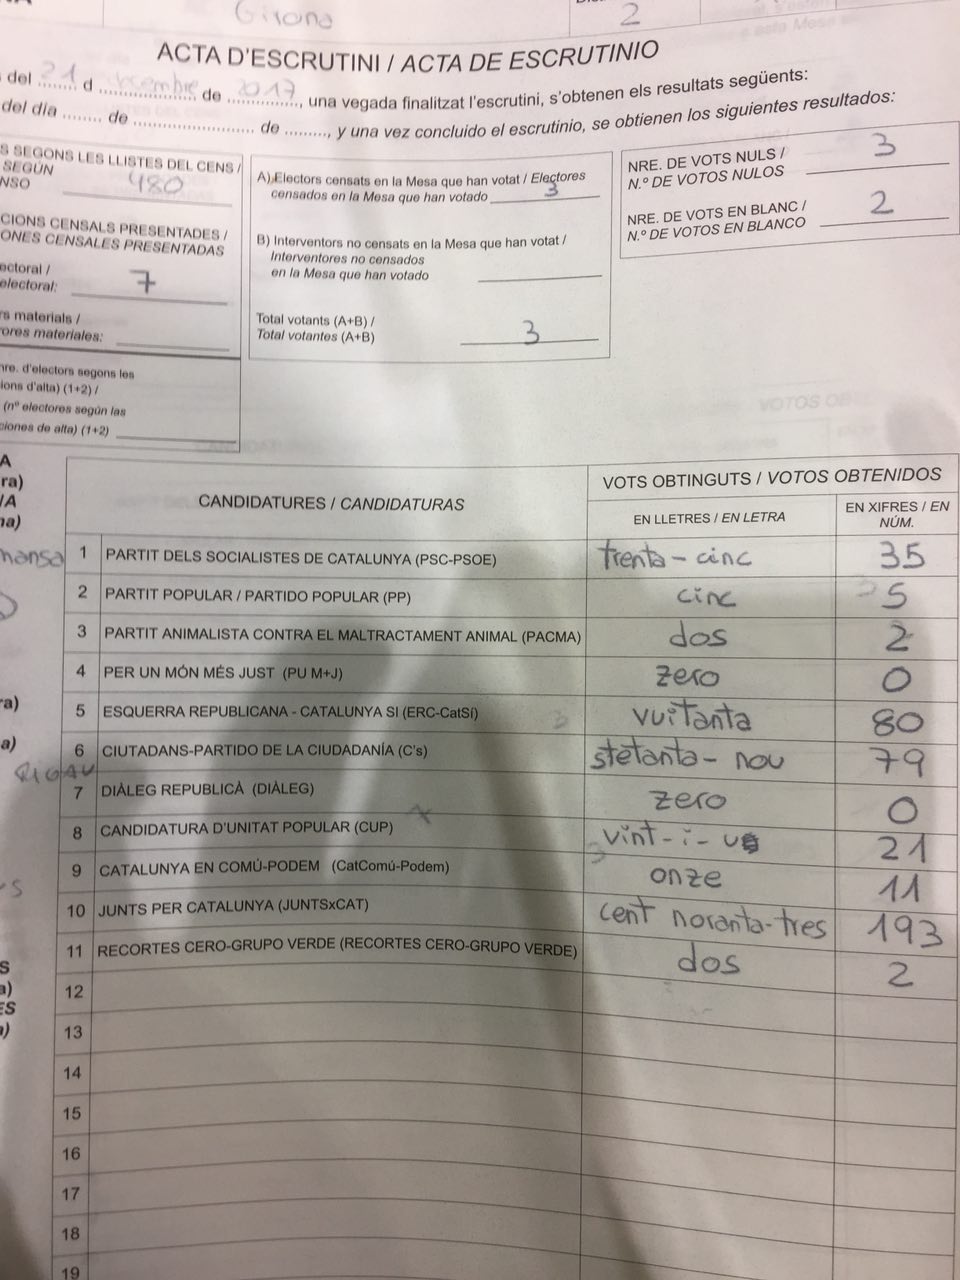 Girona
2
ACTA D'ESCRUTINI / ACTA DE ESCRUTINIO
del 21 d desembre de 2017, una vegada finalitzat l'escrutini, s'obtenen els resultats següents:
del día ........ de ........................ de ........., y una vez concluido el escrutinio, se obtienen los siguientes resultados:
S SEGONS LES LLISTES DEL CENS /
SEGÚN
NSO 480
CIONS CENSALS PRESENTADES /
ONES CENSALES PRESENTADAS
ectoral /
electoral: 7
rs materials /
ores materiales:
nre. d'electors segons les
ions d'alta) (1+2) /
(nº electores según las
ciones de alta) (1+2)
A) Electors censats en la Mesa que han votat / Electores
censados en la Mesa que han votado 3
B) Interventors no censats en la Mesa que han votat /
Interventores no censados
en la Mesa que han votado
Total votants (A+B) /
Total votantes (A+B) 3
NRE. DE VOTS NULS /
N.º DE VOTOS NULOS 3
NRE. DE VOTS EN BLANC /
N.º DE VOTOS EN BLANCO 2
A
ra)
/A
na)
CANDIDATURES / CANDIDATURAS
VOTS OBTINGUTS / VOTOS OBTENIDOS
EN LLETRES / EN LETRA
EN XIFRES / EN
NÚM.
1 PARTIT DELS SOCIALISTES DE CATALUNYA (PSC-PSOE) trenta-cinc 35
2 PARTIT POPULAR / PARTIDO POPULAR (PP) cinc 5
3 PARTIT ANIMALISTA CONTRA EL MALTRACTAMENT ANIMAL (PACMA) dos 2
4 PER UN MÓN MÉS JUST (PU M+J) zero 0
5 ESQUERRA REPUBLICANA - CATALUNYA SI (ERC-CatSí) vuitanta 80
6 CIUTADANS-PARTIDO DE LA CIUDADANÍA (C's) stetanta-nou 79
7 DIÀLEG REPUBLICÀ (DIÀLEG) zero 0
8 CANDIDATURA D'UNITAT POPULAR (CUP) vint-i-u 21
9 CATALUNYA EN COMÚ-PODEM (CatComú-Podem) onze 11
10 JUNTS PER CATALUNYA (JUNTSxCAT) cent noranta-tres 193
11 RECORTES CERO-GRUPO VERDE (RECORTES CERO-GRUPO VERDE) dos 2
12
13
14
15
16
17
18
19